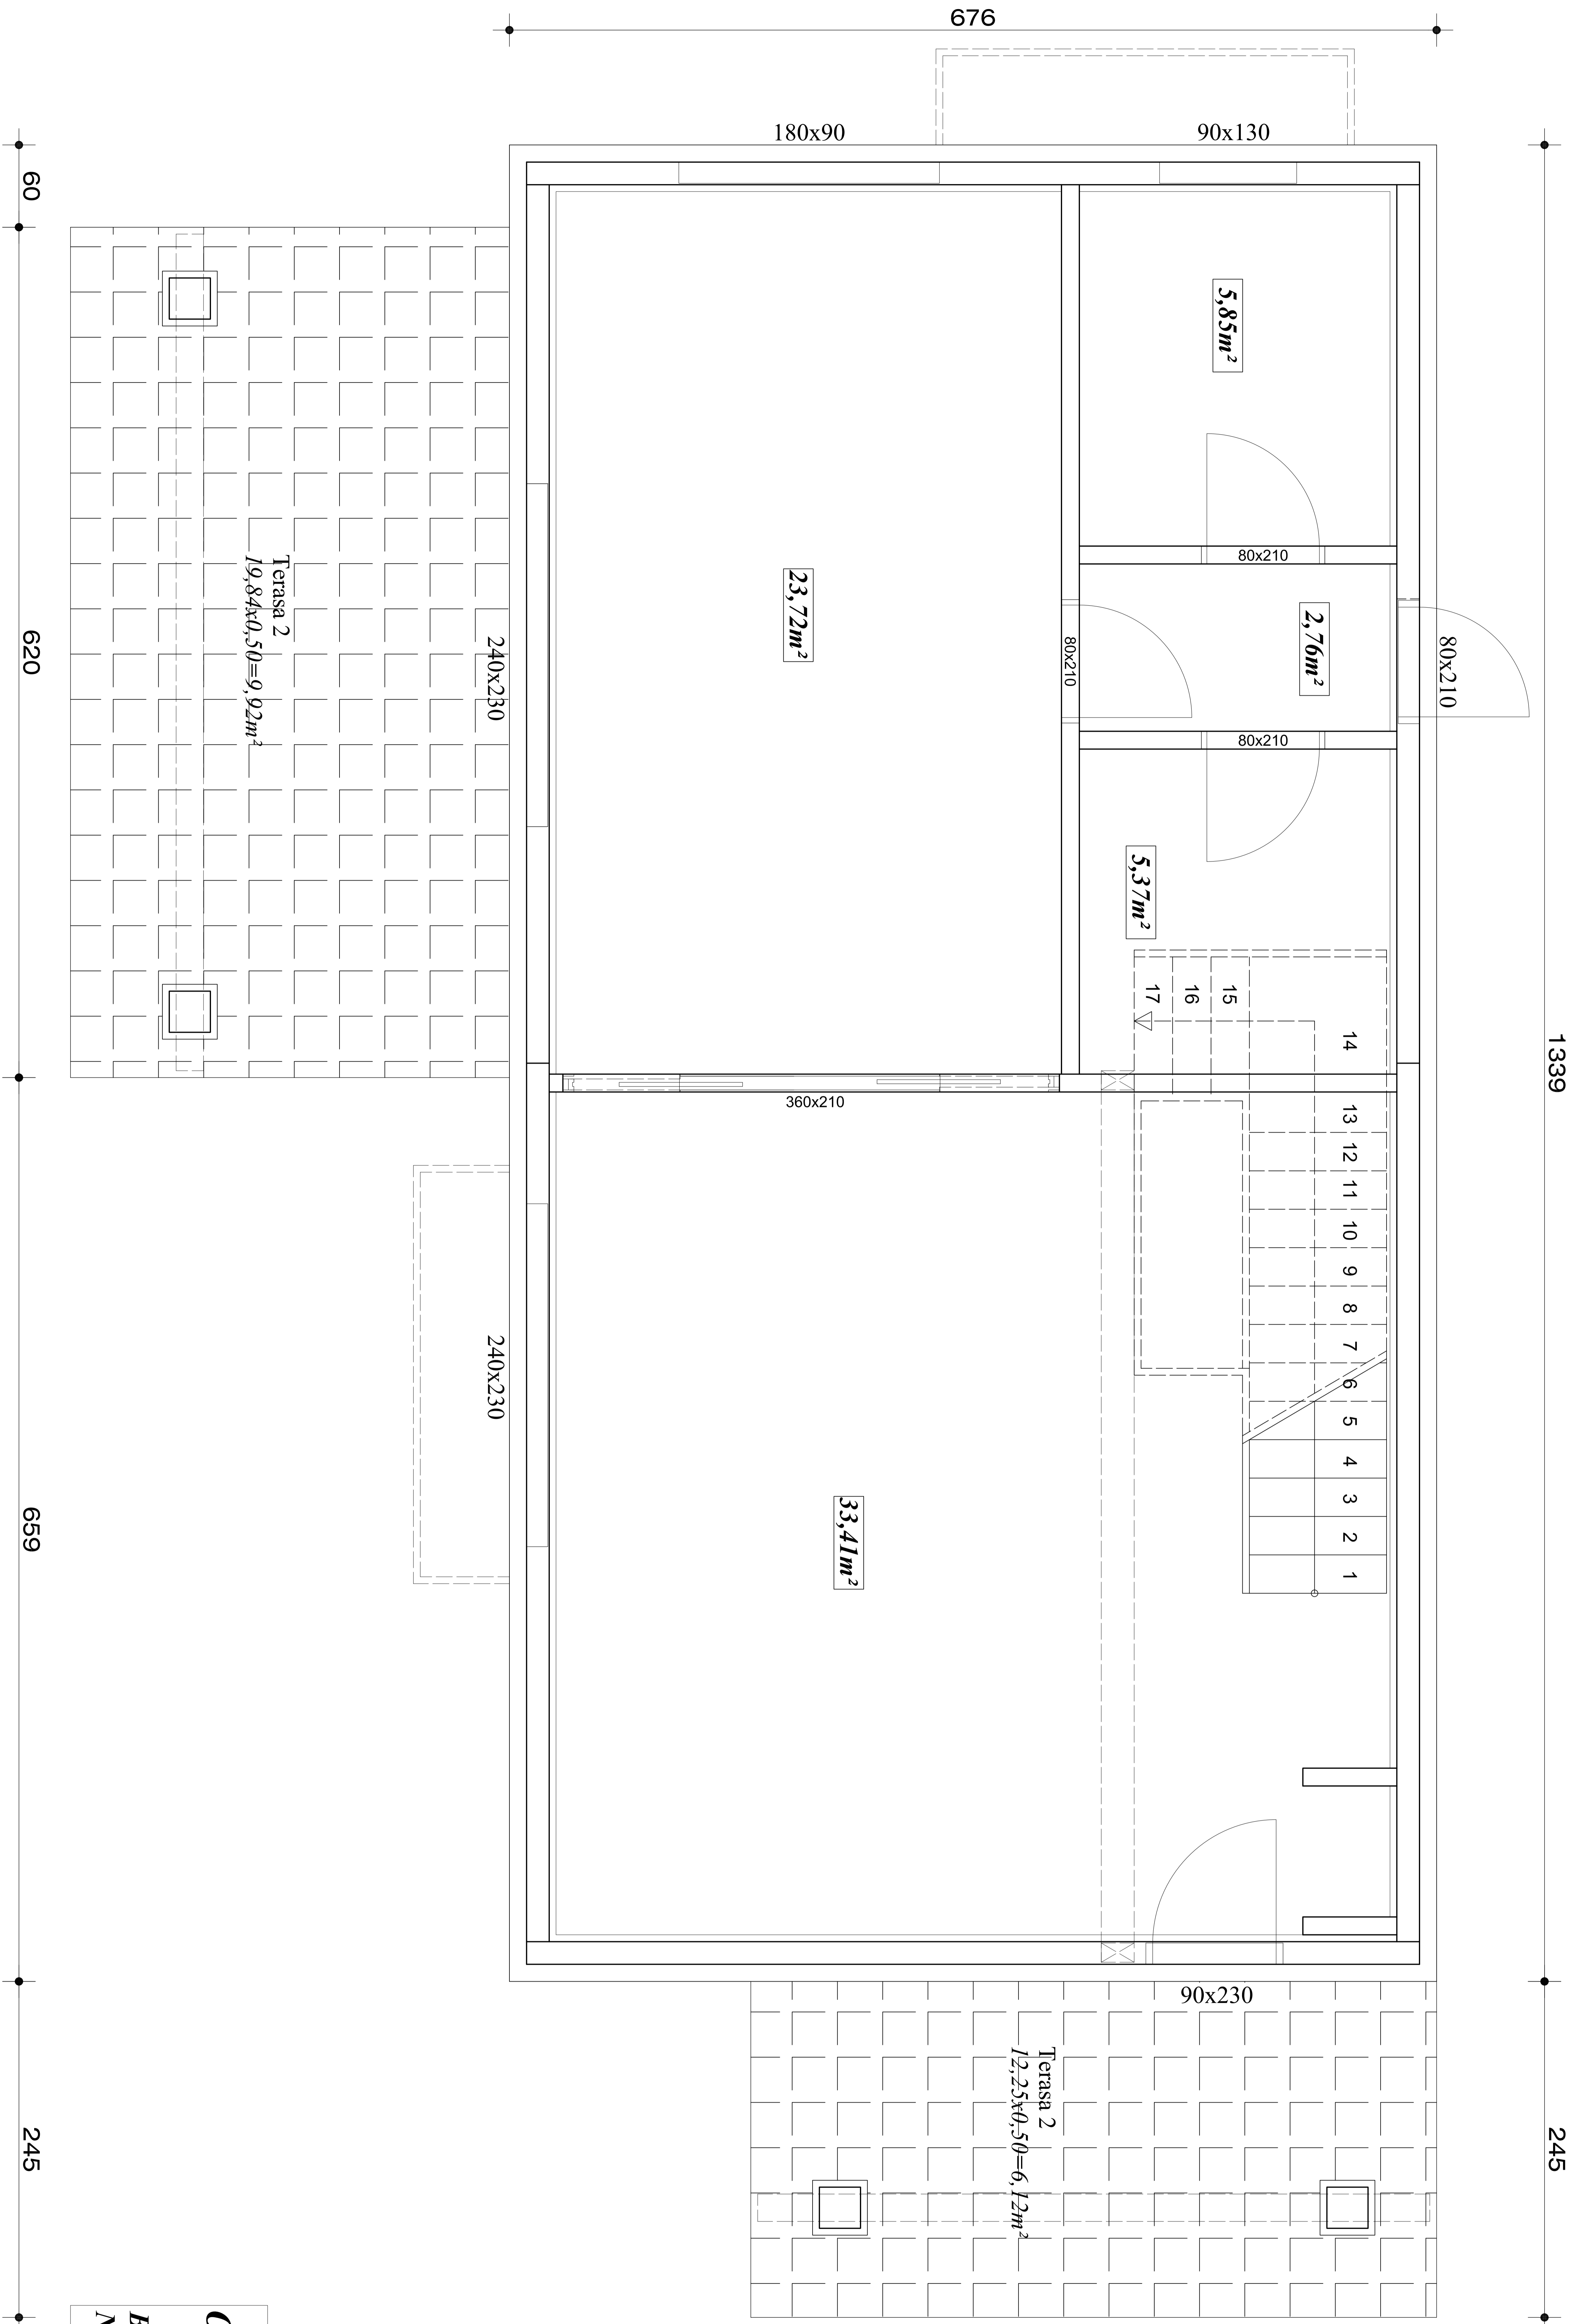 676
180x90
90x130
60
620
659
245
1339
245
5,85m²
80x210
2,76m²
80x210
80x210
80x210
23,72m²
5,37m²
Terasa 2
19,84x0,50=9,92m²
240x230
17
16
15
14
13
12
11
10
9
8
7
6
5
4
3
2
1
360x210
240x230
33,41m²
90x230
Terasa 2
12,25x0,50=6,12m²